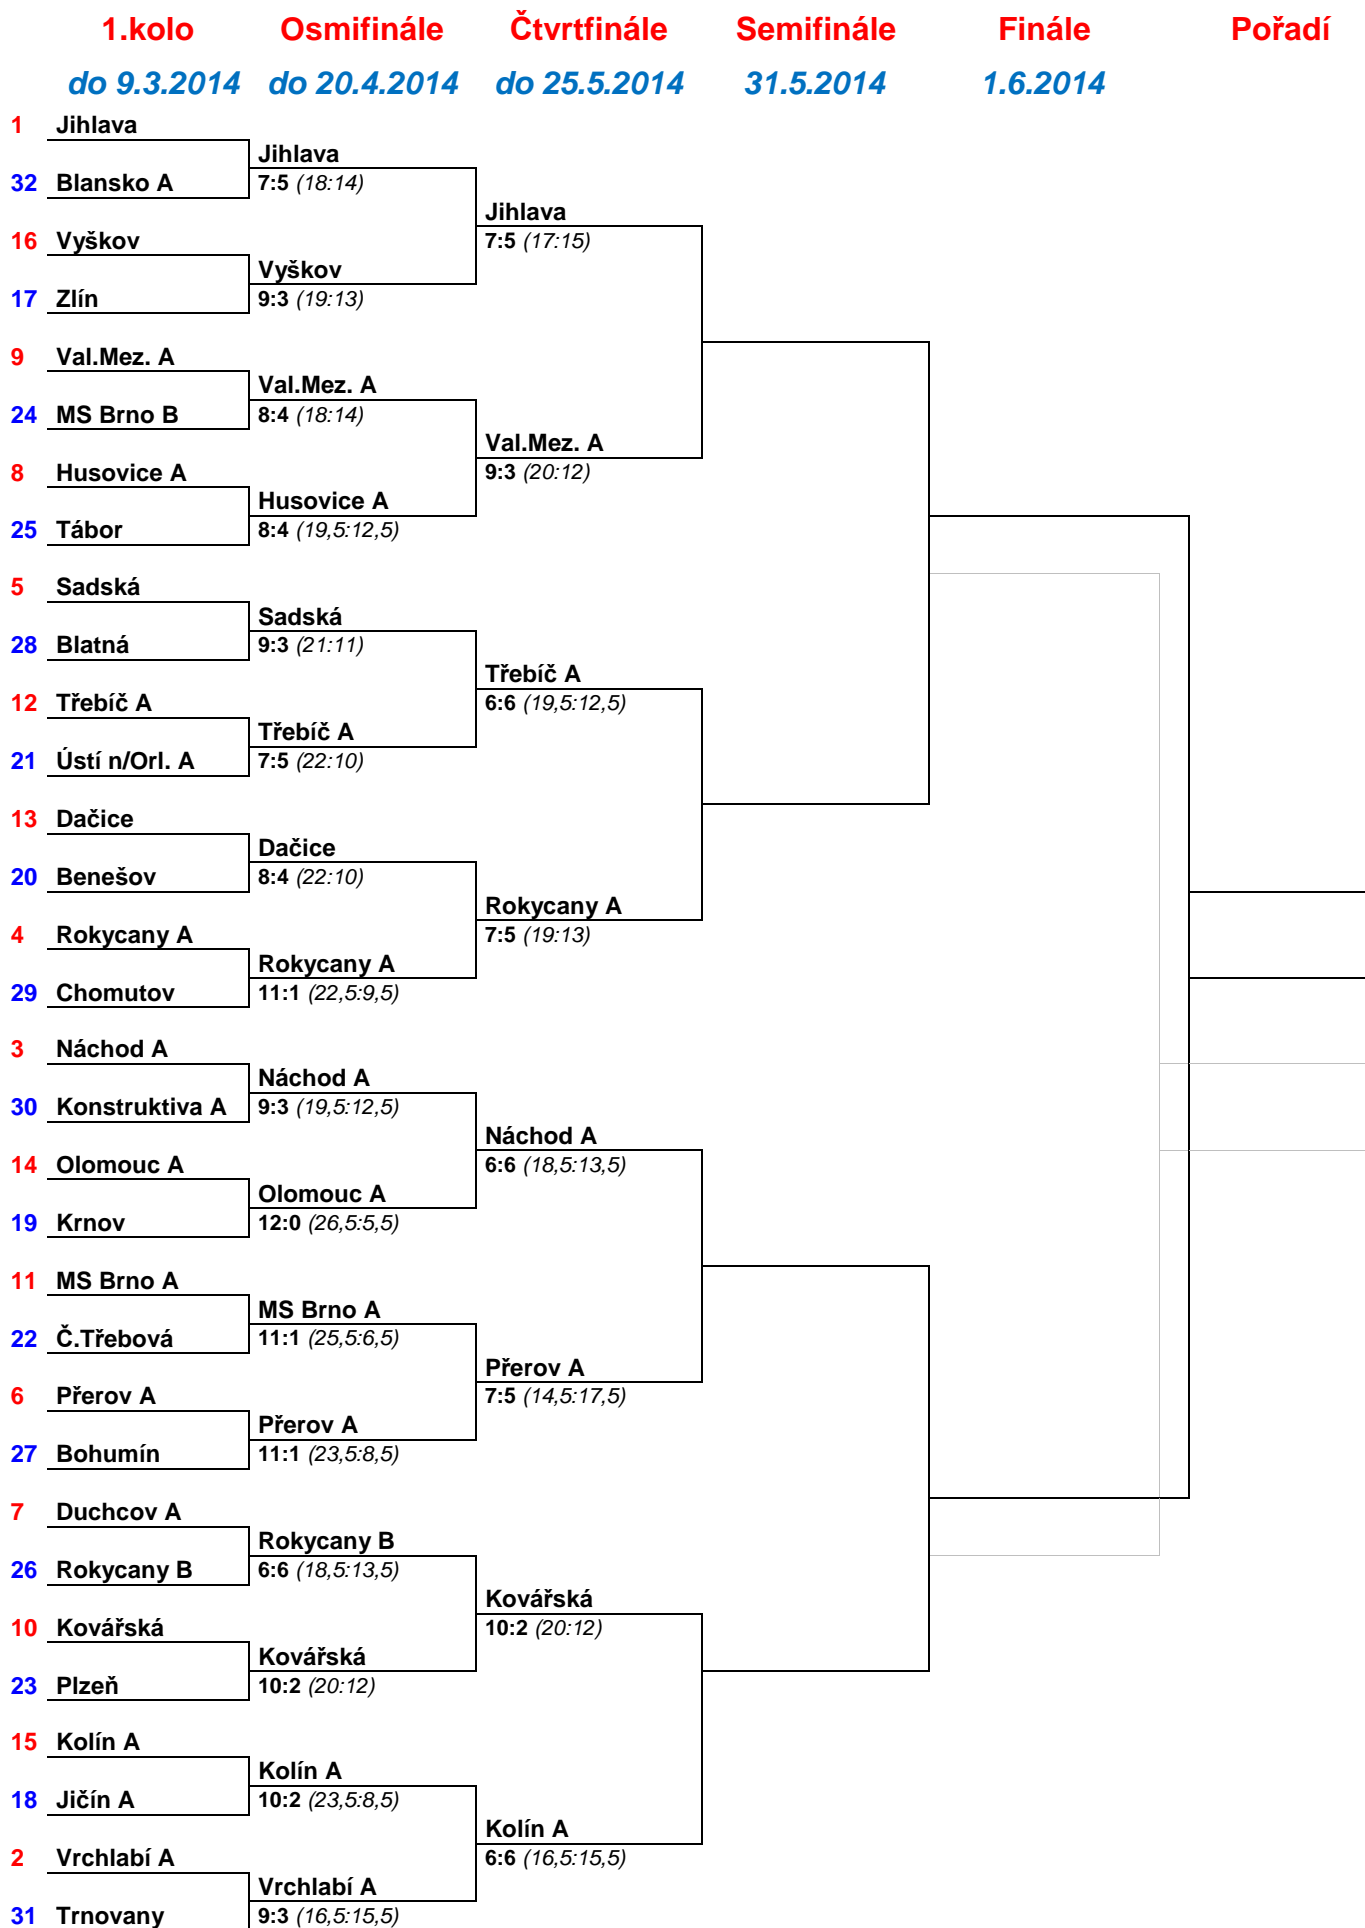 1.kolo Osmifinále Čtvrtfinále Semifinále Finále Pořadí
do 9.3.2014 do 20.4.2014 do 25.5.2014 31.5.2014 1.6.2014
1 Jihlava
Jihlava
32 Blansko A 7:5 (18:14)
Jihlava
16 Vyškov 7:5 (17:15)
Vyškov
17 Zlín 9:3 (19:13)
9 Val.Mez. A
Val.Mez. A
24 MS Brno B 8:4 (18:14)
Val.Mez. A
8 Husovice A 9:3 (20:12)
Husovice A
25 Tábor 8:4 (19,5:12,5)
5 Sadská
Sadská
28 Blatná 9:3 (21:11)
Třebíč A
12 Třebíč A 6:6 (19,5:12,5)
Třebíč A
21 Ústí n/Orl. A 7:5 (22:10)
13 Dačice
Dačice
20 Benešov 8:4 (22:10)
Rokycany A
4 Rokycany A 7:5 (19:13)
Rokycany A
29 Chomutov 11:1 (22,5:9,5)
3 Náchod A
Náchod A
30 Konstruktiva A 9:3 (19,5:12,5)
Náchod A
14 Olomouc A 6:6 (18,5:13,5)
Olomouc A
19 Krnov 12:0 (26,5:5,5)
11 MS Brno A
MS Brno A
22 Č.Třebová 11:1 (25,5:6,5)
Přerov A
6 Přerov A 7:5 (14,5:17,5)
Přerov A
27 Bohumín 11:1 (23,5:8,5)
7 Duchcov A
Rokycany B
26 Rokycany B 6:6 (18,5:13,5)
Kovářská
10 Kovářská 10:2 (20:12)
Kovářská
23 Plzeň 10:2 (20:12)
15 Kolín A
Kolín A
18 Jičín A 10:2 (23,5:8,5)
Kolín A
2 Vrchlabí A 6:6 (16,5:15,5)
Vrchlabí A
31 Trnovany 9:3 (16,5:15,5)